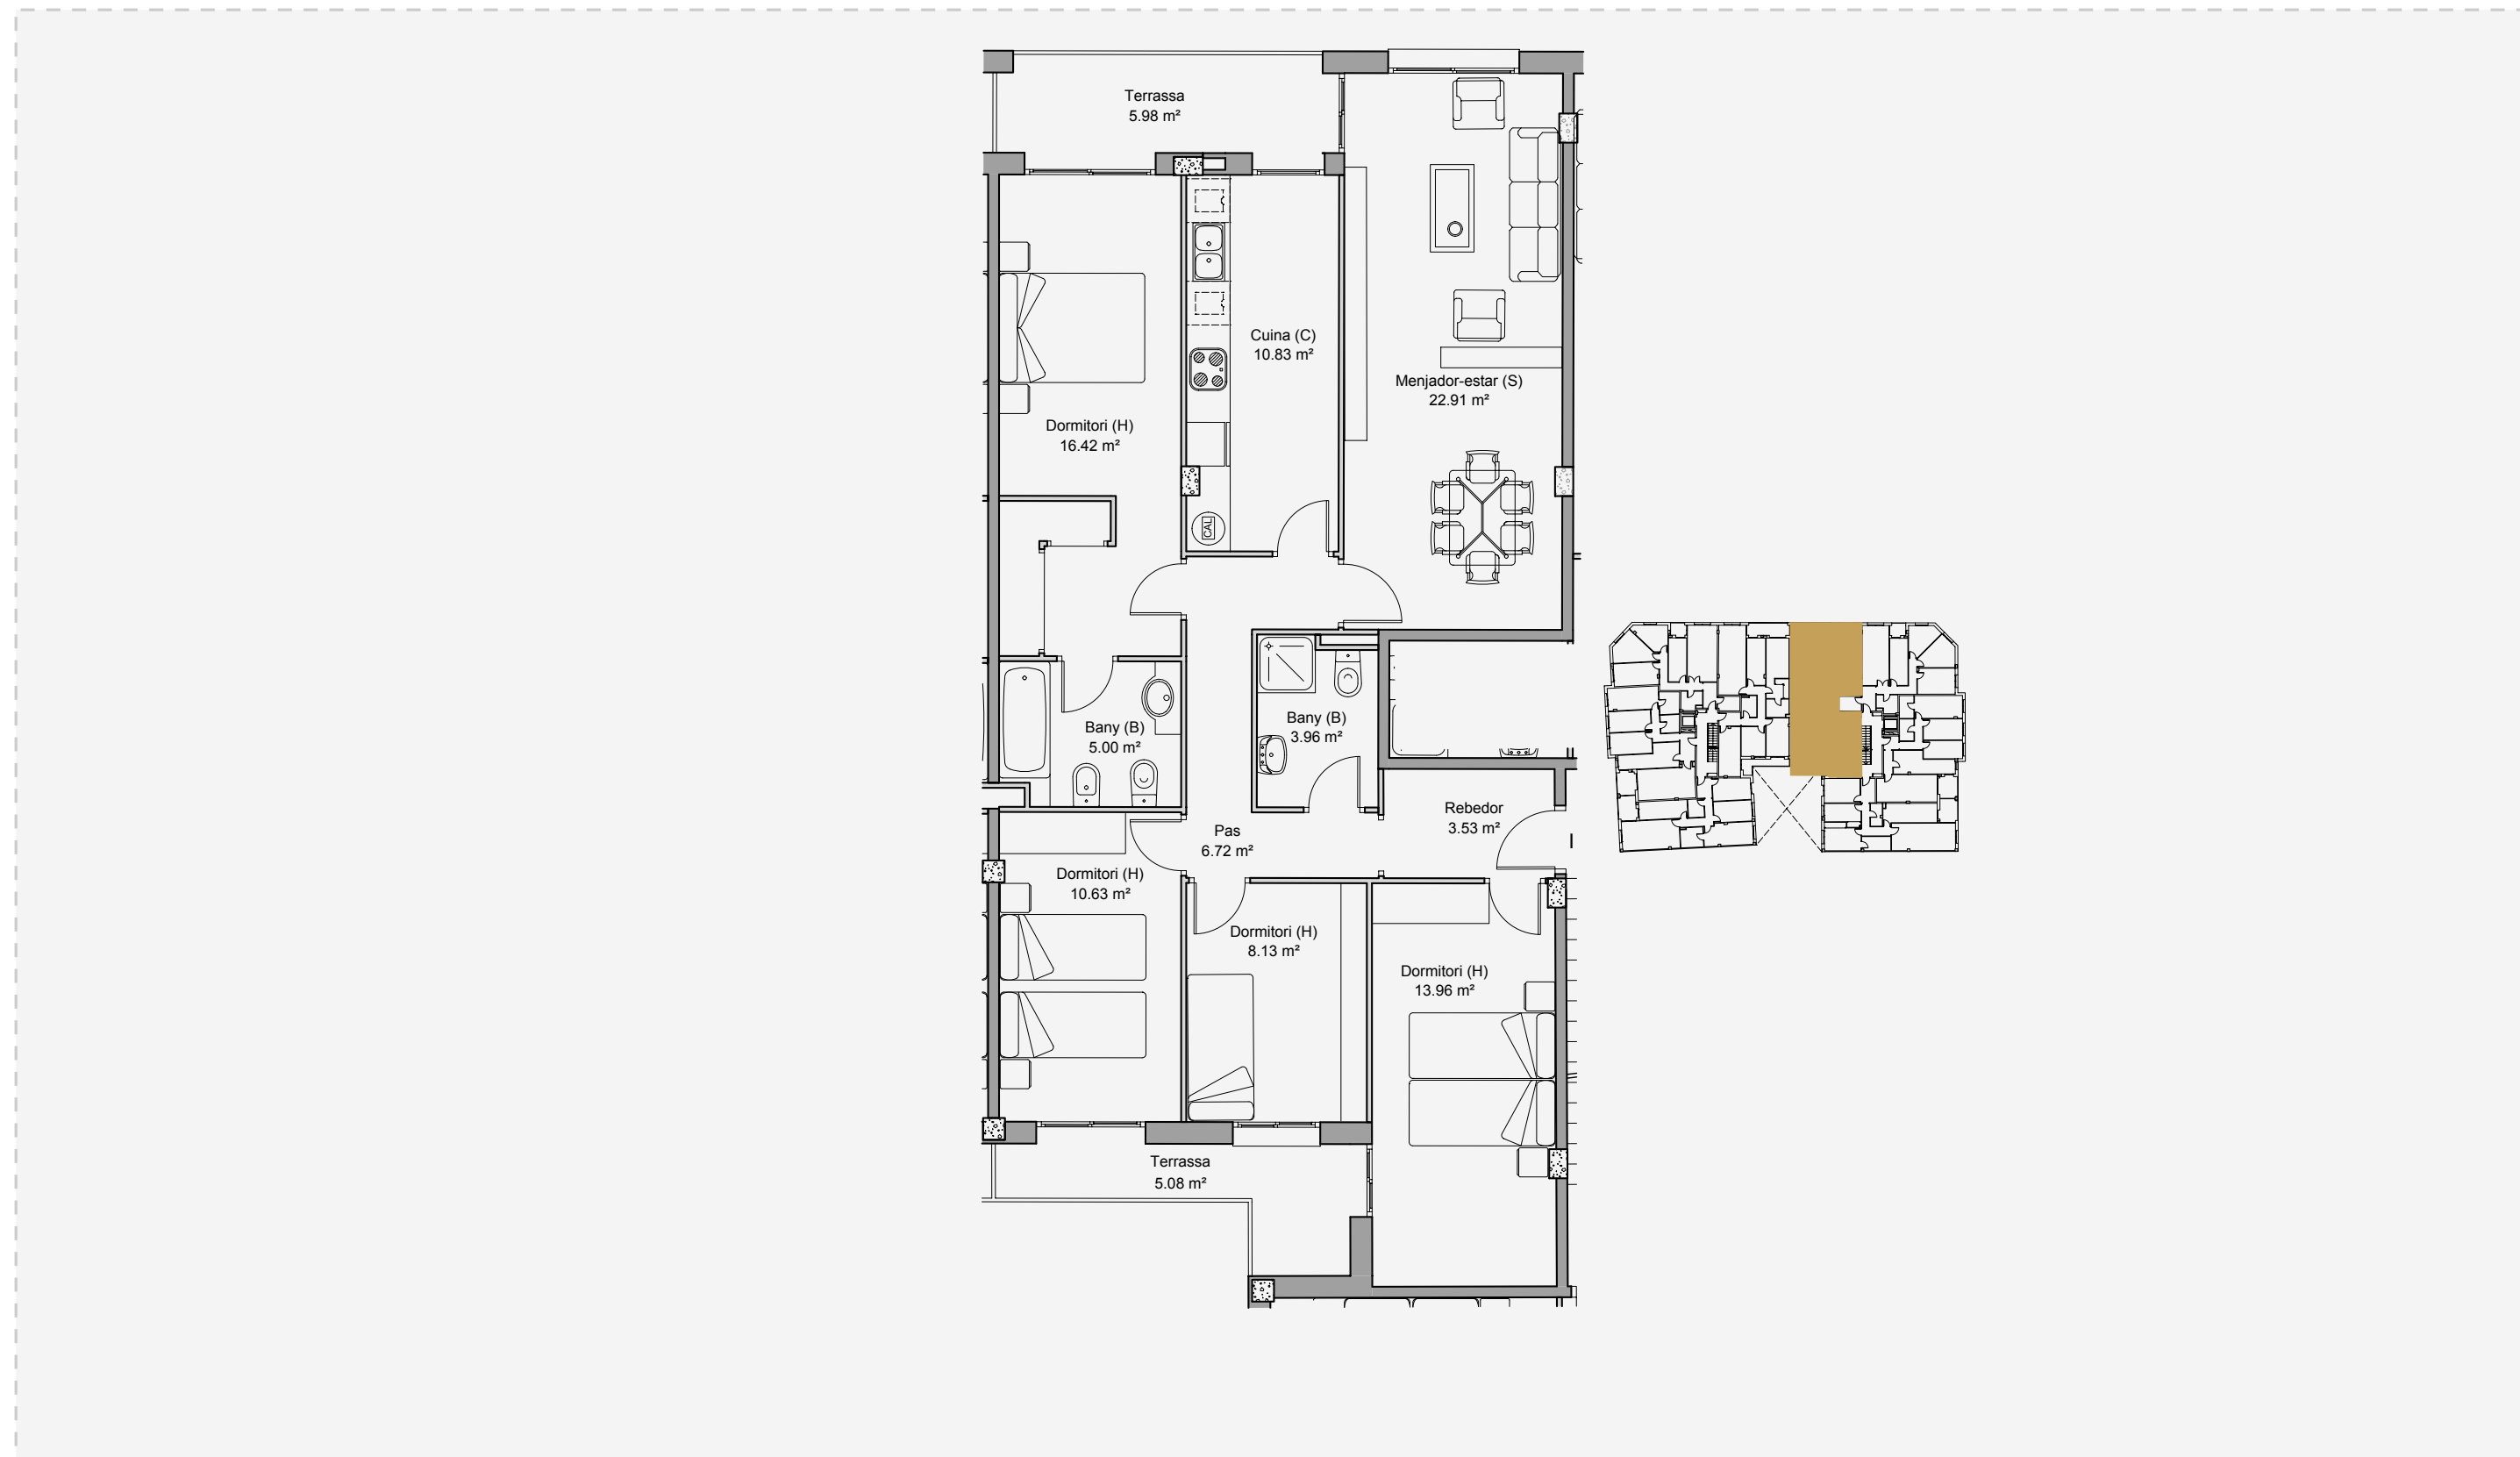 Terrassa
5.98 m²
Cuina (C)
10.83 m²
Menjador-estar (S)
22.91 m²
Dormitori (H)
16.42 m²
CAL
Bany (B)
5.00 m²
Bany (B)
3.96 m²
Rebedor
3.53 m²
Pas
6.72 m²
Dormitori (H)
10.63 m²
Dormitori (H)
8.13 m²
Dormitori (H)
13.96 m²
Terrassa
5.08 m²